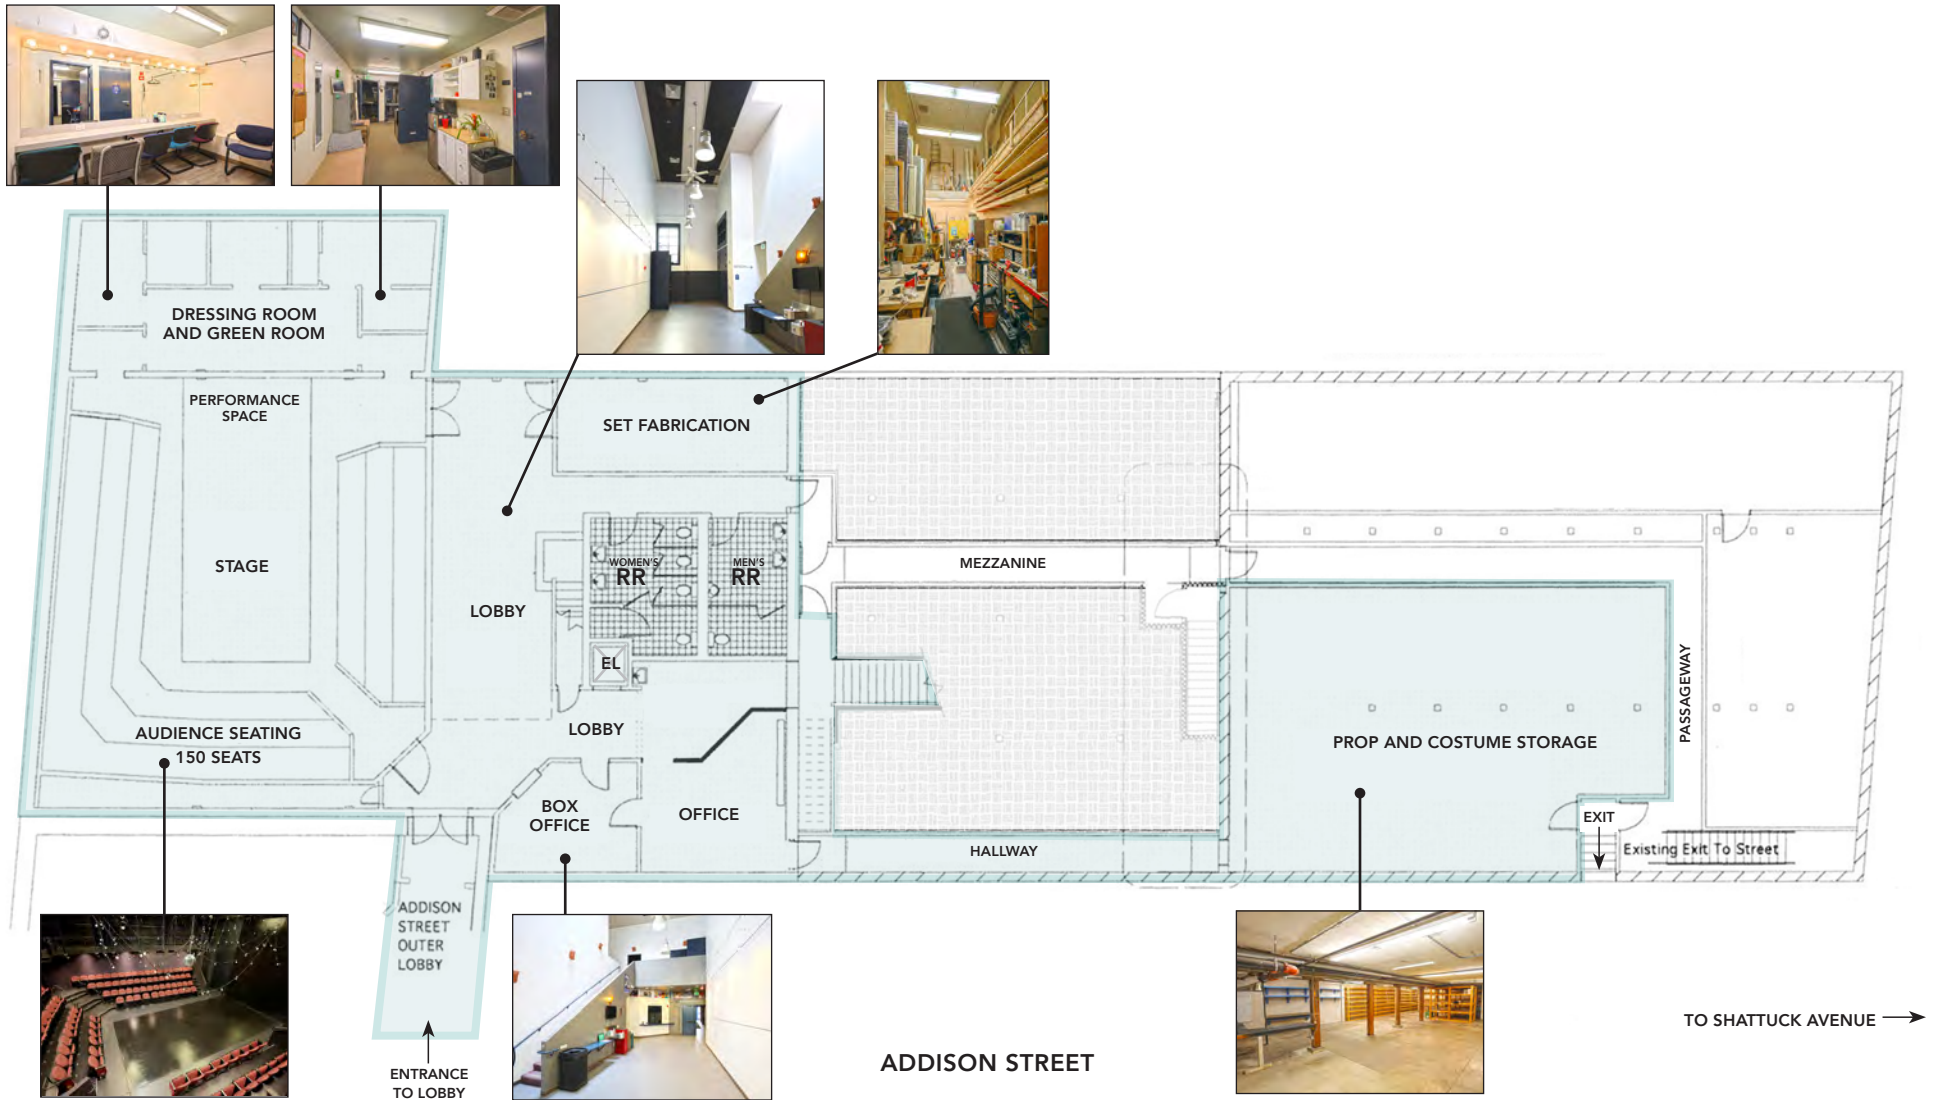 DRESSING ROOM
AND GREEN ROOM
PERFORMANCE
SPACE
SET FABRICATION
STAGE
LOBBY
WOMEN'S
RR
MEN'S
RR
EL
MEZZANINE
LOBBY
AUDIENCE SEATING
150 SEATS
BOX
OFFICE
OFFICE
HALLWAY
PROP AND COSTUME STORAGE
PASSAGEWAY
EXIT
Existing Exit To Street
ADDISON
STREET
OUTER
LOBBY
ENTRANCE
TO LOBBY
ADDISON STREET
TO SHATTUCK AVENUE